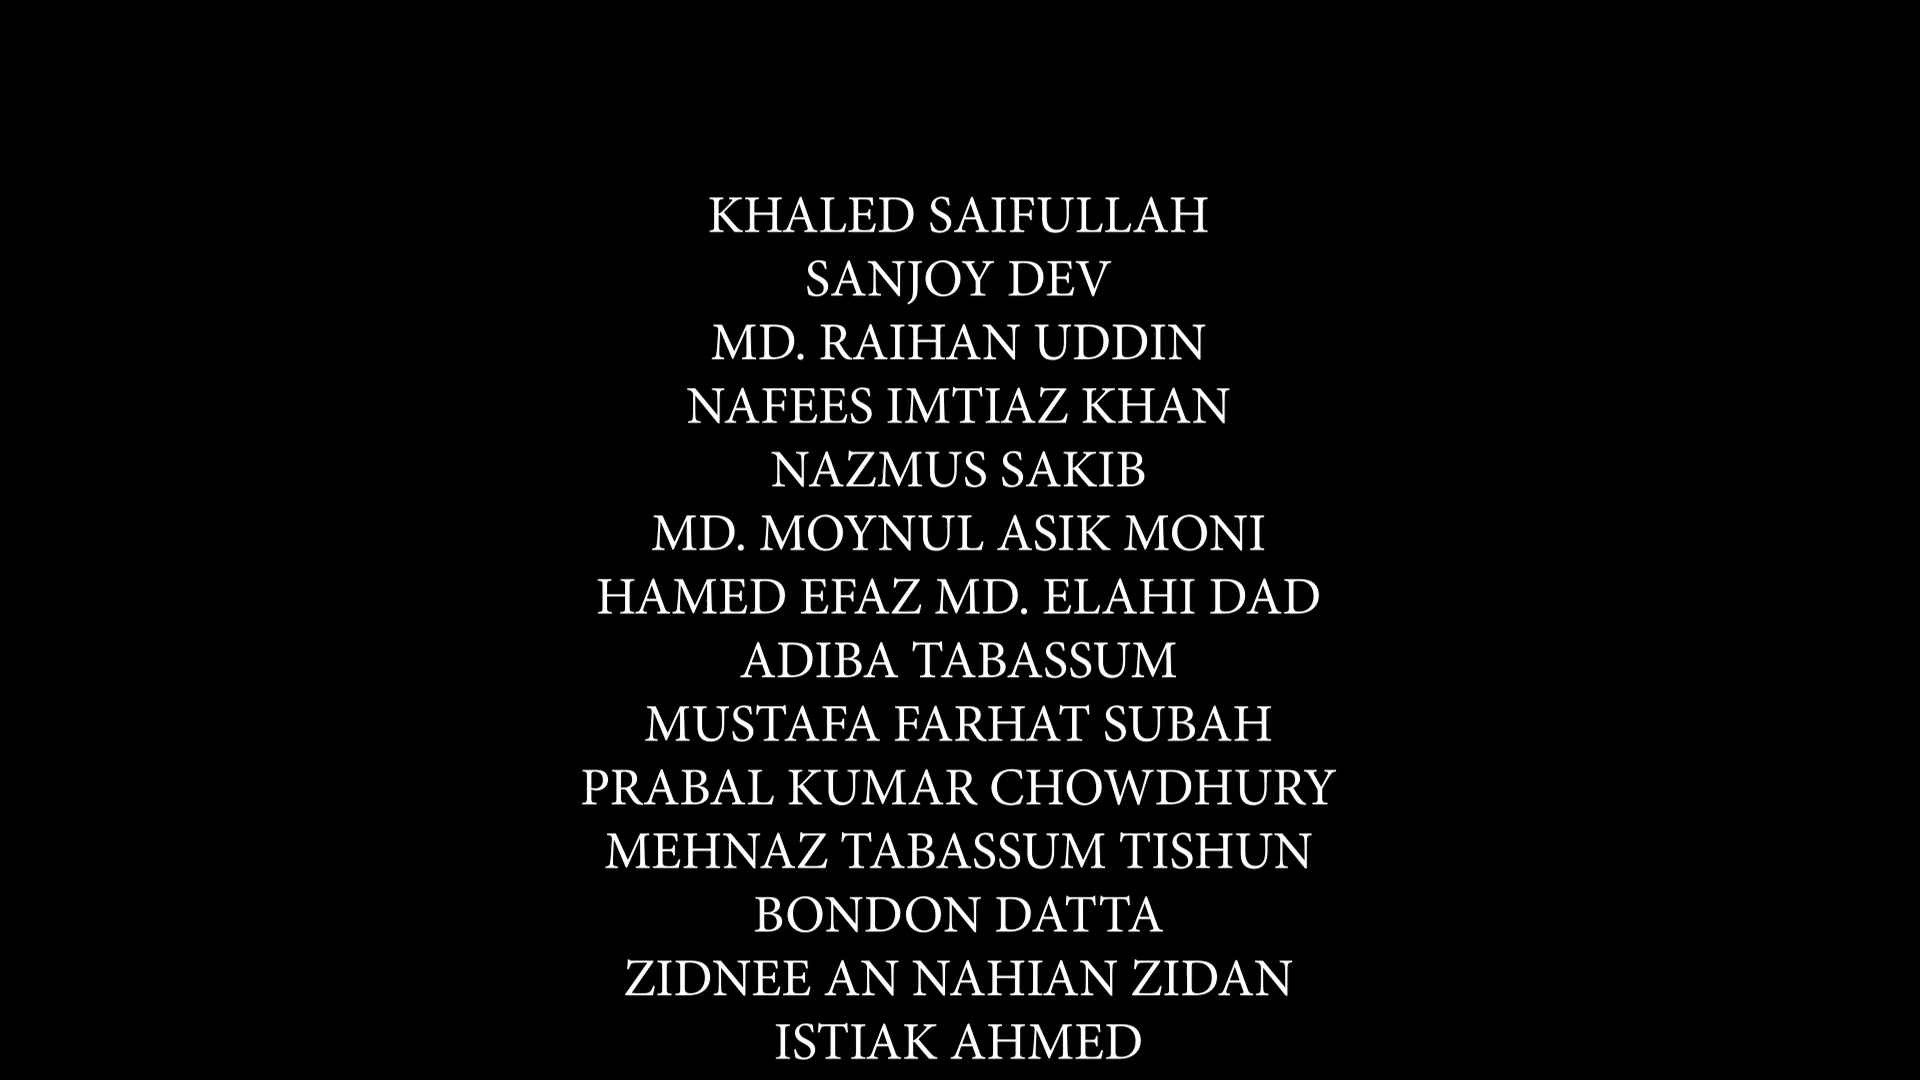 KHALED SAIFULLAH
SANJOY DEV
MD. RAIHAN UDDIN
NAFEES IMTIAZ KHAN
NAZMUS SAKIB
MD. MOYNUL ASIK MONI
HAMED EFAZ MD. ELAHI DAD
ADIBA TABASSUM
MUSTAFA FARHAT SUBAH
PRABAL KUMAR CHOWDHURY
MEHNAZ TABASSUM TISHUN
BONDON DATTA
ZIDNEE AN NAHIAN ZIDAN
ISTIAK AHMED